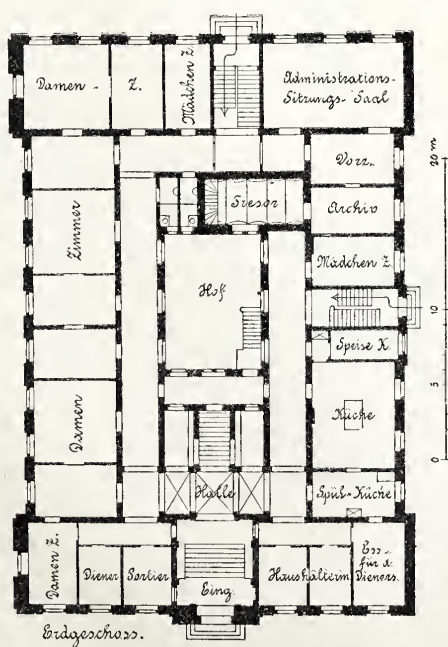 Damen -
Z.
Mädchen Z.
Administrations-
Sitzungs-Saal
Vorz.
20 m
Tresor
Archiv
Zimmer
Mädchen Z.
Hof
10
Speise K.
5
Damen
Küche
0
Halle
Spül-Küche
Damen Z.
Diener
Portier
Eing.
Haushälterin
Ess Z.
für d.
Dieners.
Erdgeschoss.